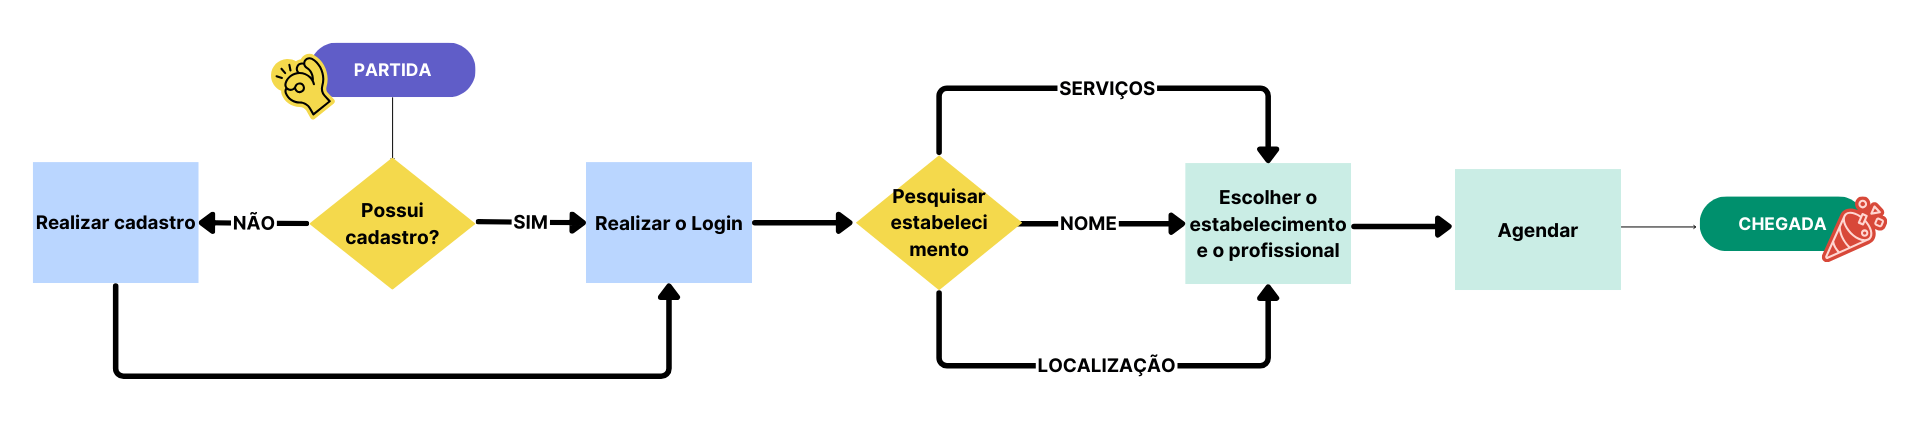 PARTIDA
Realizar cadastro
NÃO
Possui
cadastro?
SIM
Realizar o Login
Pesquisar
estabeleci
mento
SERVIÇOS
NOME
LOCALIZAÇÃO
Escolher o
estabelecimento
e o profissional
Agendar
CHEGADA